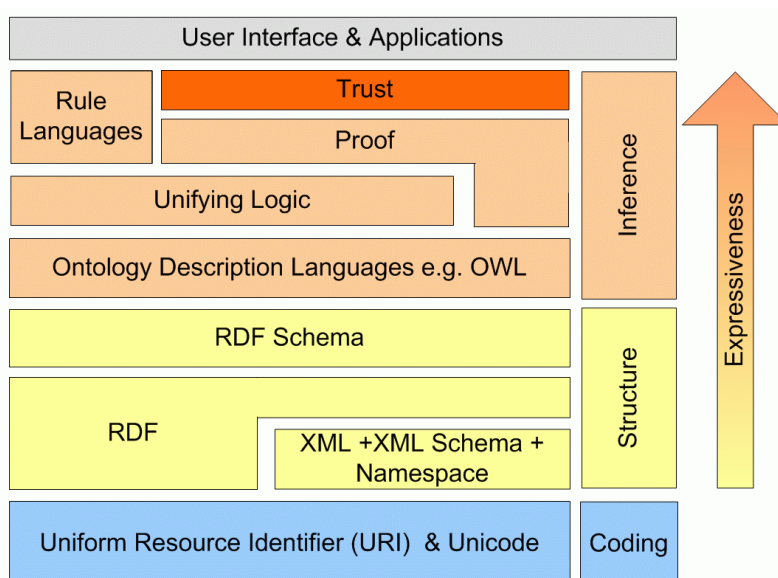 User Interface & Applications
Rule
Languages
Trust
Proof
Inference
Expressiveness
Unifying Logic
Ontology Description Languages e.g. OWL
RDF Schema
Structure
RDF
XML +XML Schema +
Namespace
Uniform Resource Identifier (URI) & Unicode
Coding